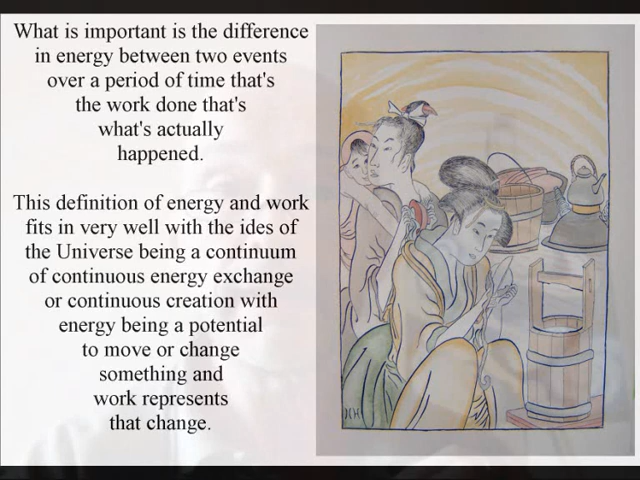 What is important is the difference
in energy between two events
over a period of time that's
the work done that's
what's actually
happened.
This definition of energy and work
fits in very well with the ides of
the Universe being a continuum
of continuous energy exchange
or continuous creation with
energy being a potential
to move or change
something and
work represents
that change.